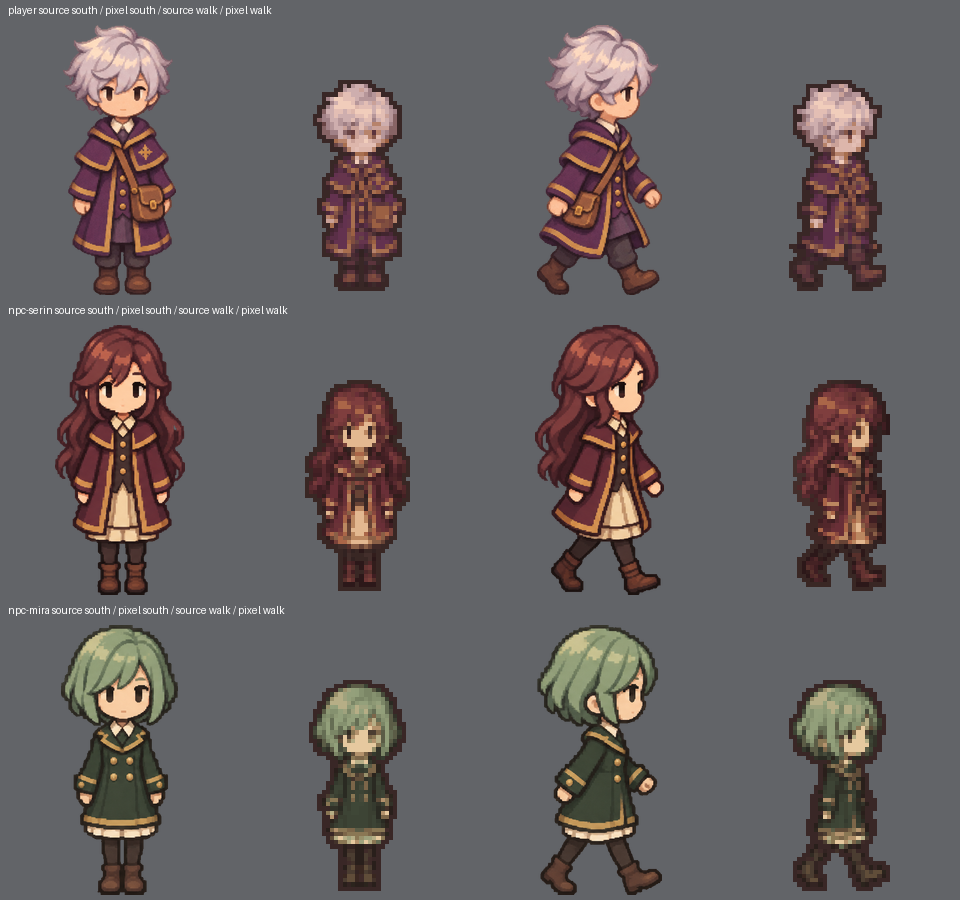 player source south / pixel south / source walk / pixel walk
npc-serin source south / pixel south / source walk / pixel walk
npc-mira source south / pixel south / source walk / pixel walk